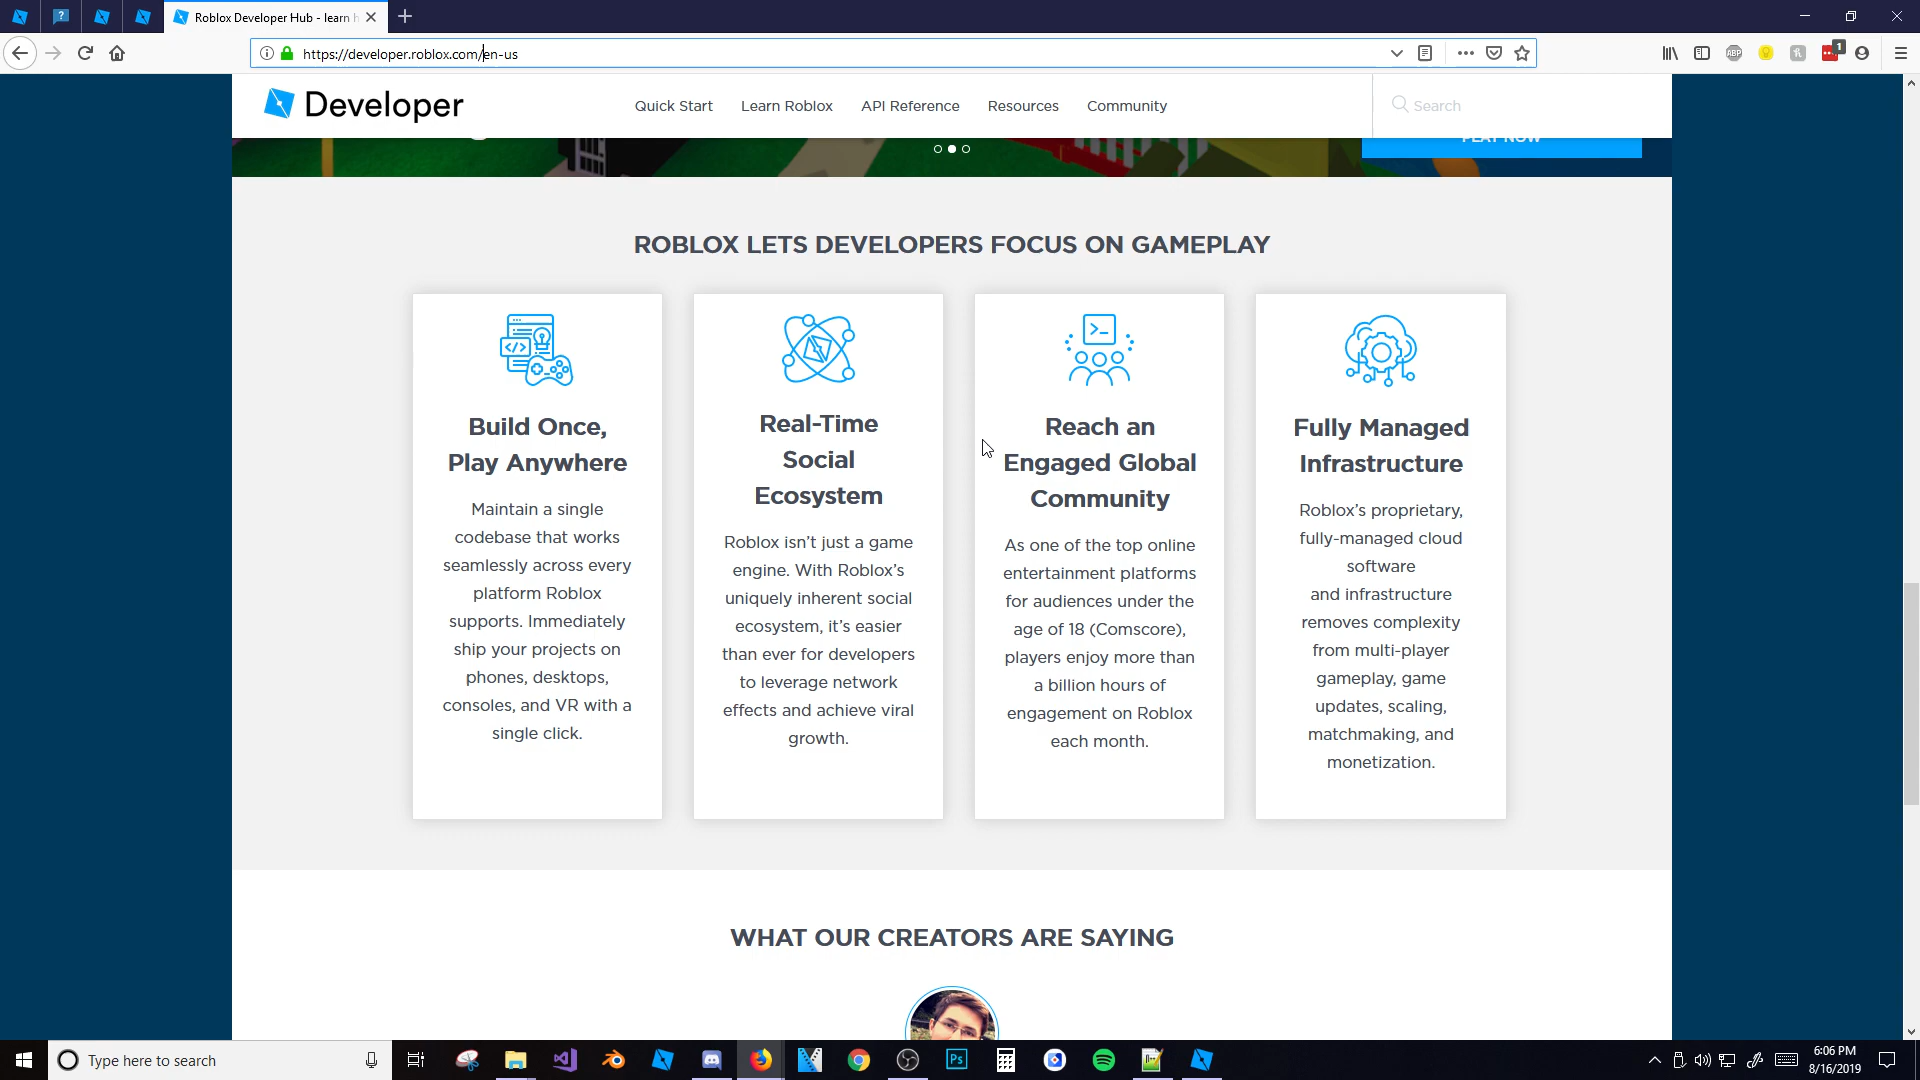 Roblox Developer Hub - learn h
https://developer.roblox.com/en-us
ABP
1
Developer
Quick Start
Learn Roblox
API Reference
Resources
Community
Search
PLAY NOW
ROBLOX LETS DEVELOPERS FOCUS ON GAMEPLAY
Build Once,
Play Anywhere
Maintain a single
codebase that works
seamlessly across every
platform Roblox
supports. Immediately
ship your projects on
phones, desktops,
consoles, and VR with a
single click.
Real-Time
Social
Ecosystem
Roblox isn’t just a game
engine. With Roblox’s
uniquely inherent social
ecosystem, it’s easier
than ever for developers
to leverage network
effects and achieve viral
growth.
Reach an
Engaged Global
Community
As one of the top online
entertainment platforms
for audiences under the
age of 18 (Comscore),
players enjoy more than
a billion hours of
engagement on Roblox
each month.
Fully Managed
Infrastructure
Roblox’s proprietary,
fully-managed cloud
software
and infrastructure
removes complexity
from multi-player
gameplay, game
updates, scaling,
matchmaking, and
monetization.
WHAT OUR CREATORS ARE SAYING
Type here to search
Ps
6:06 PM
8/16/2019